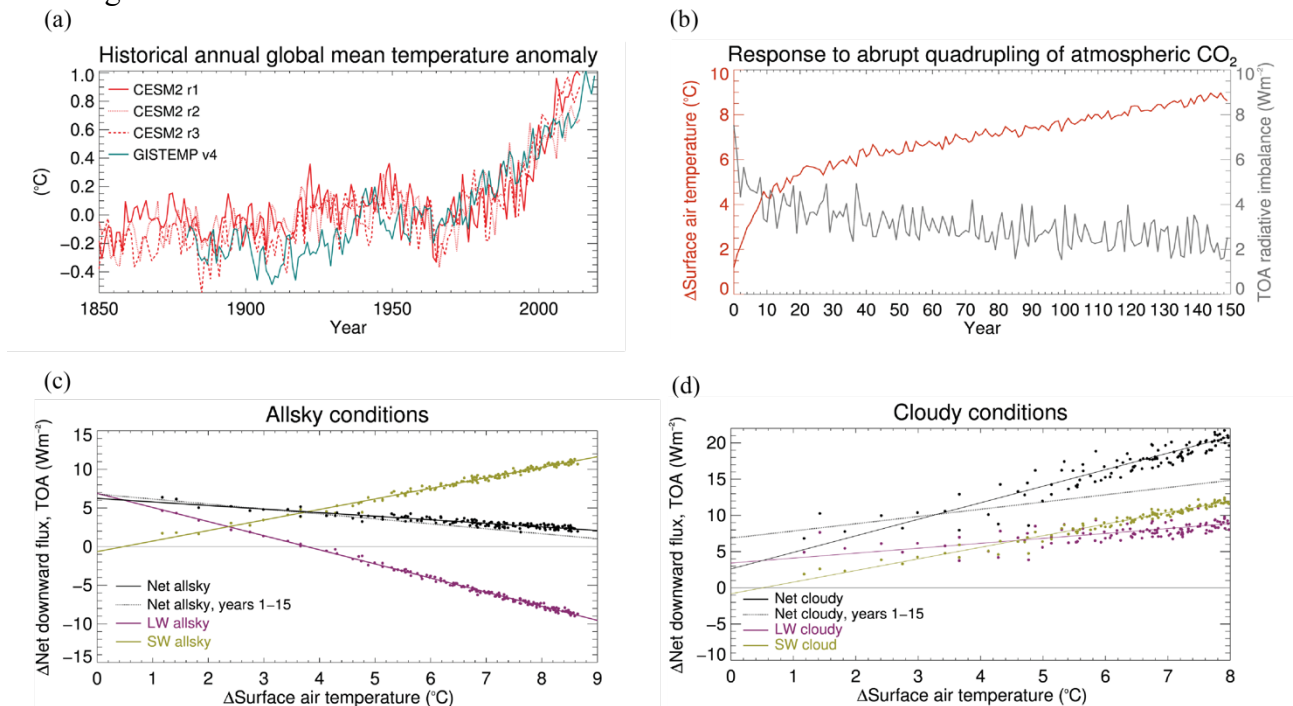 (a)
Historical annual global mean temperature anomaly
1.0
0.8
0.6
0.4
0.2
0.0
−0.2
−0.4
(°C)
CESM2 r1
CESM2 r2
CESM2 r3
GISTEMP v4
1850 1900 1950 2000
Year
(b)
Response to abrupt quadrupling of atmospheric CO₂
10
8
6
4
2
0
ΔSurface air temperature (°C)
10
8
6
4
2
0
TOA radiative imbalance (Wm⁻²)
0 10 20 30 40 50 60 70 80 90 100 110 120 130 140 150
Year
(c)
Allsky conditions
15
10
5
0
−5
−10
−15
ΔNet downward flux, TOA (Wm⁻²)
Net allsky
Net allsky, years 1−15
LW allsky
SW allsky
0 1 2 3 4 5 6 7 8 9
ΔSurface air temperature (°C)
(d)
Cloudy conditions
20
15
10
5
0
−5
−10
ΔNet downward flux, TOA (Wm⁻²)
Net cloudy
Net cloudy, years 1−15
LW cloudy
SW cloud
0 1 2 3 4 5 6 7 8
ΔSurface air temperature (°C)